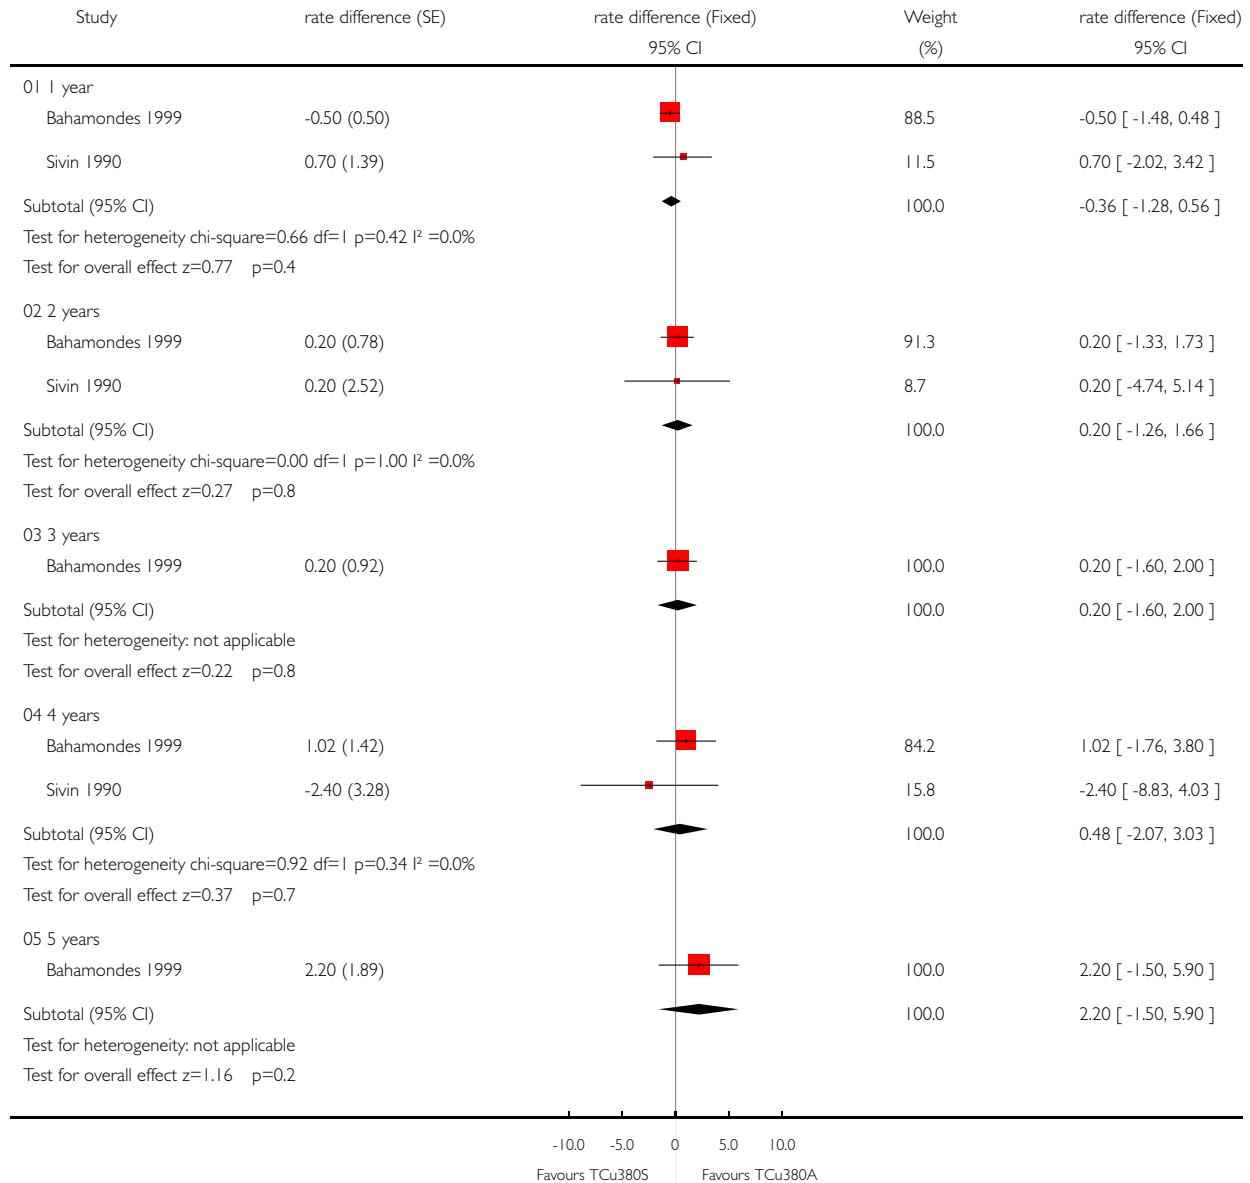 Study rate difference (SE) rate difference (Fixed) Weight rate difference (Fixed)
95% CI (%) 95% CI
01 1 year
Bahamondes 1999 -0.50 (0.50) 88.5 -0.50 [ -1.48, 0.48 ]
Sivin 1990 0.70 (1.39) 11.5 0.70 [ -2.02, 3.42 ]
Subtotal (95% CI) 100.0 -0.36 [ -1.28, 0.56 ]
Test for heterogeneity chi-square=0.66 df=1 p=0.42 I² =0.0%
Test for overall effect z=0.77 p=0.4
02 2 years
Bahamondes 1999 0.20 (0.78) 91.3 0.20 [ -1.33, 1.73 ]
Sivin 1990 0.20 (2.52) 8.7 0.20 [ -4.74, 5.14 ]
Subtotal (95% CI) 100.0 0.20 [ -1.26, 1.66 ]
Test for heterogeneity chi-square=0.00 df=1 p=1.00 I² =0.0%
Test for overall effect z=0.27 p=0.8
03 3 years
Bahamondes 1999 0.20 (0.92) 100.0 0.20 [ -1.60, 2.00 ]
Subtotal (95% CI) 100.0 0.20 [ -1.60, 2.00 ]
Test for heterogeneity: not applicable
Test for overall effect z=0.22 p=0.8
04 4 years
Bahamondes 1999 1.02 (1.42) 84.2 1.02 [ -1.76, 3.80 ]
Sivin 1990 -2.40 (3.28) 15.8 -2.40 [ -8.83, 4.03 ]
Subtotal (95% CI) 100.0 0.48 [ -2.07, 3.03 ]
Test for heterogeneity chi-square=0.92 df=1 p=0.34 I² =0.0%
Test for overall effect z=0.37 p=0.7
05 5 years
Bahamondes 1999 2.20 (1.89) 100.0 2.20 [ -1.50, 5.90 ]
Subtotal (95% CI) 100.0 2.20 [ -1.50, 5.90 ]
Test for heterogeneity: not applicable
Test for overall effect z=1.16 p=0.2
-10.0 -5.0 0 5.0 10.0
Favours TCu380S Favours TCu380A